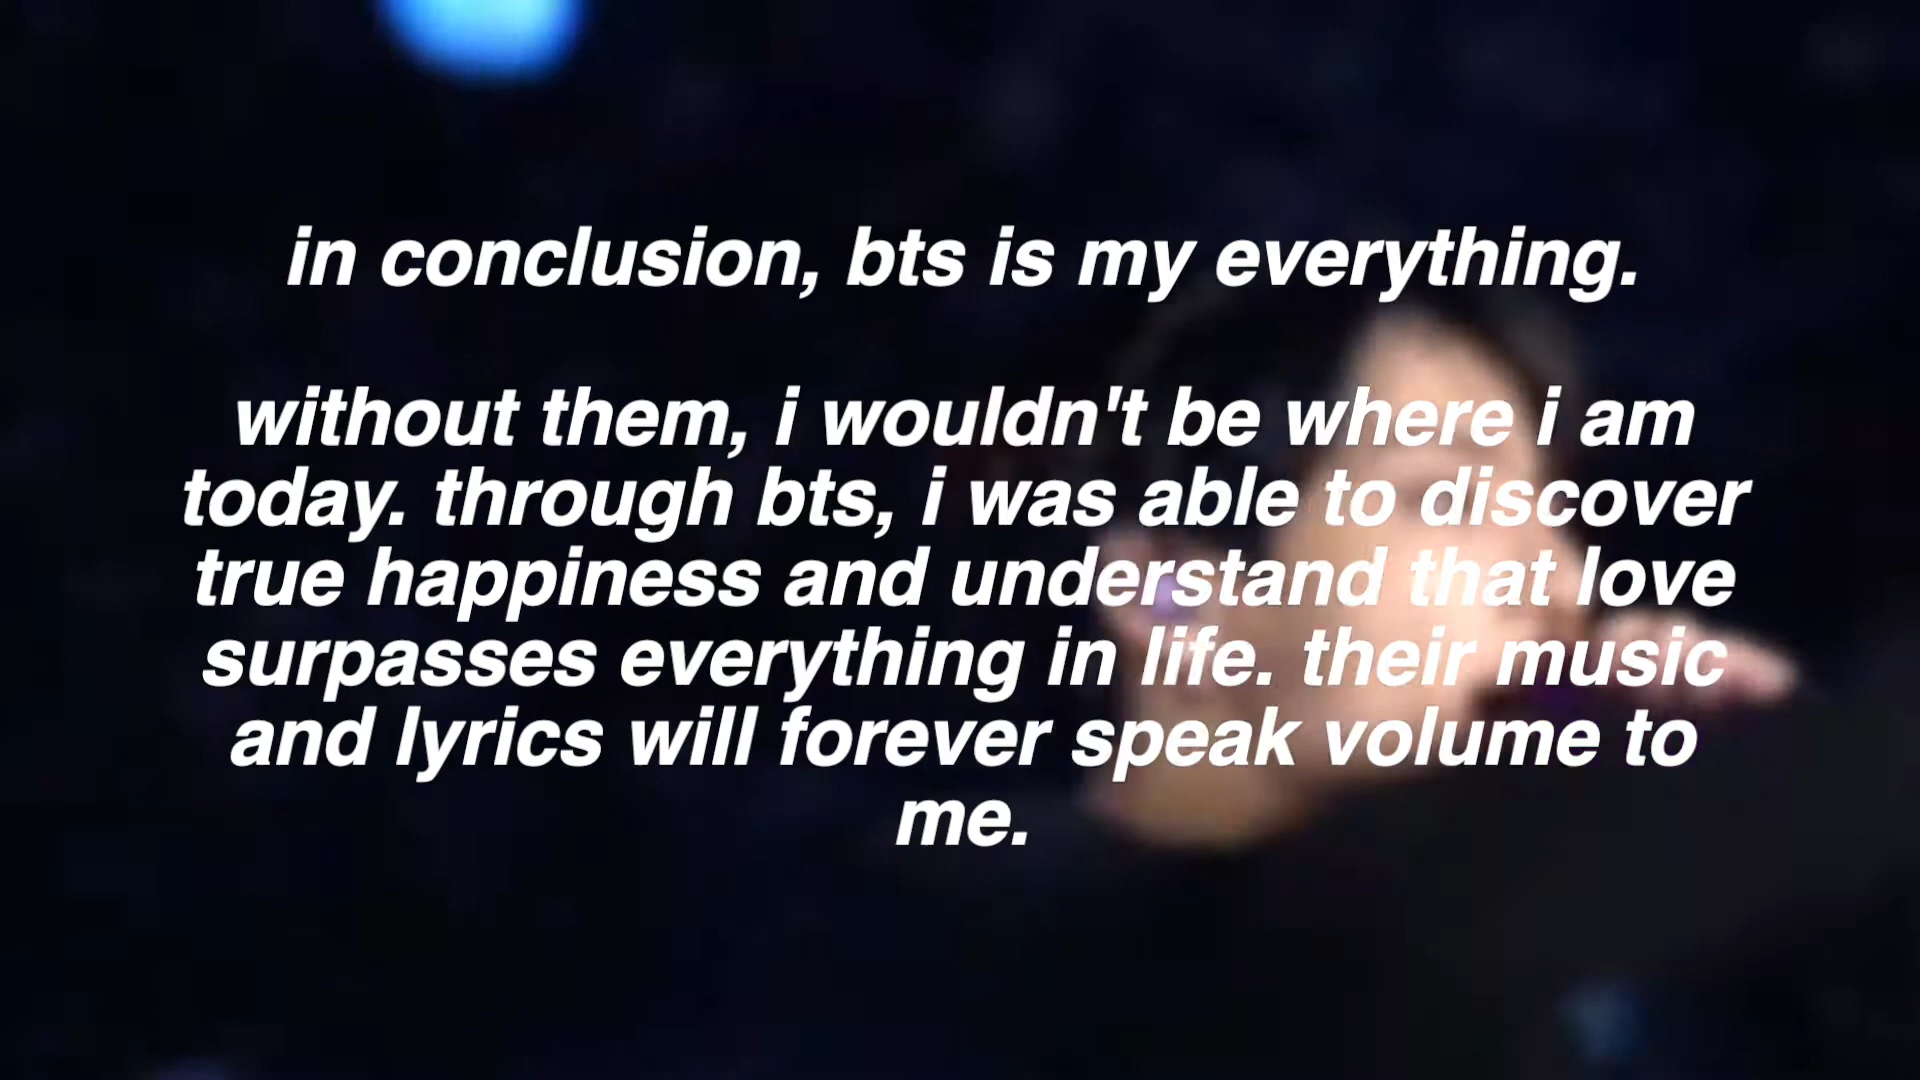 in conclusion, bts is my everything.
without them, i wouldn't be where i am
today. through bts, i was able to discover
true happiness and understand that love
surpasses everything in life. their music
and lyrics will forever speak volume to
me.